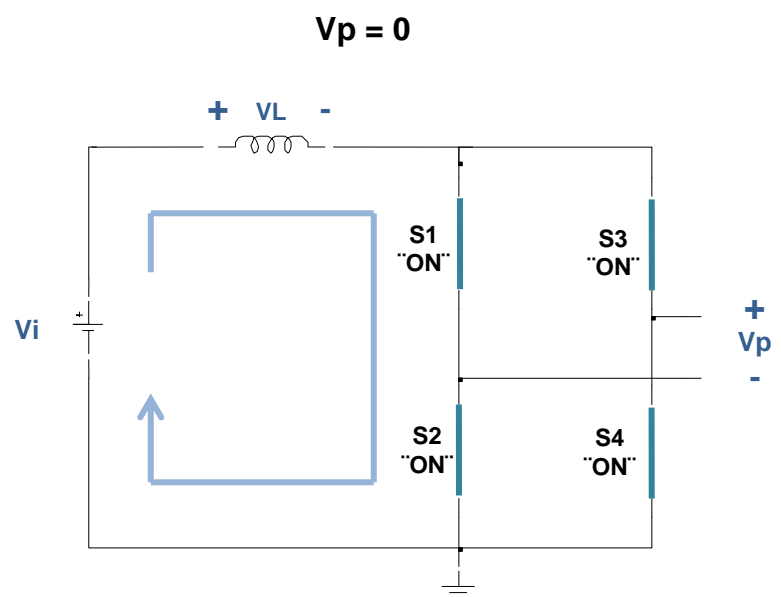 Vp = 0
+ VL -
S1
¨ON¨
S3
¨ON¨
+
Vi
+
Vp
-
S2
¨ON¨
S4
¨ON¨